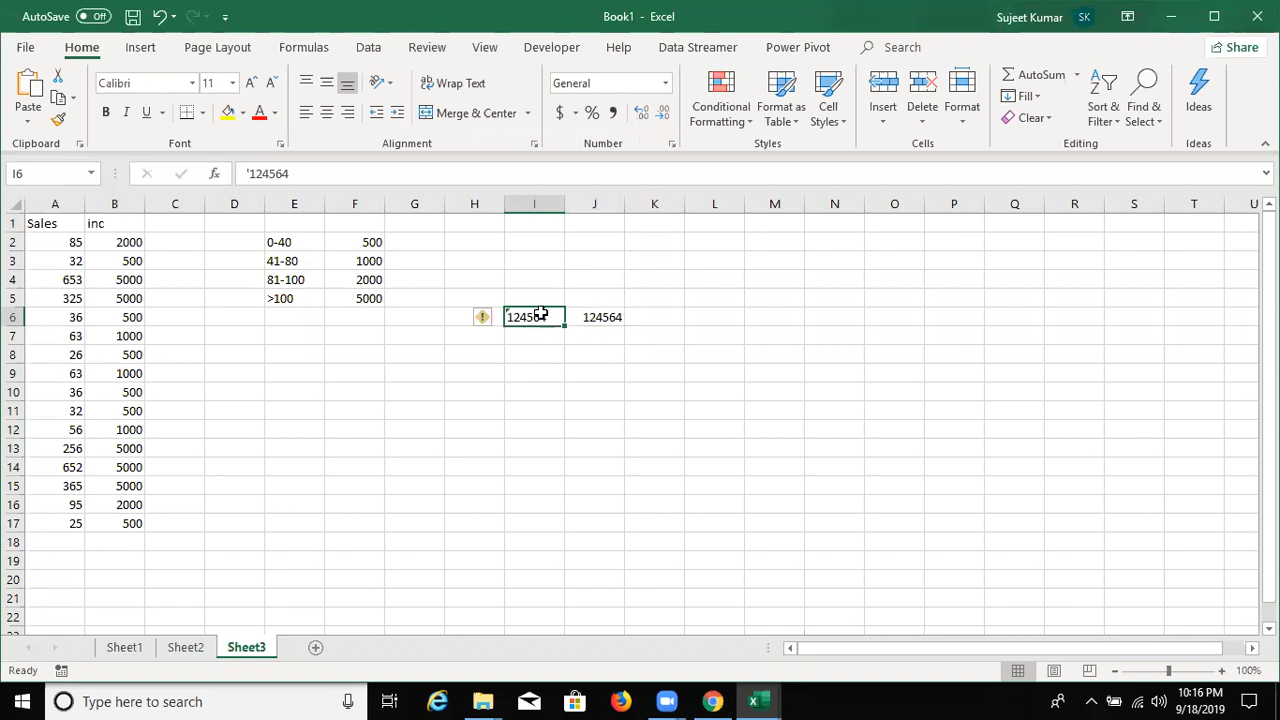 AutoSave Off
Book1 - Excel
Sujeet Kumar SK
File Home Insert Page Layout Formulas Data Review View Developer Help Data Streamer Power Pivot Search Share
Paste
Calibri 11
Wrap Text
General
Merge & Center
B I U
$ % ,
Conditional Formatting
Format as Table
Cell Styles
Insert
Delete
Format
AutoSum
Fill
Clear
Sort & Filter
Find & Select
Ideas
Clipboard Font Alignment Number Styles Cells Editing Ideas
I6 fx '124564
A B C D E F G H I J K L M N O P Q R S T U
1 Sales inc
2 85 2000 0-40 500
3 32 500 41-80 1000
4 653 5000 81-100 2000
5 325 5000 >100 5000
6 36 500 124564 124564
7 63 1000
8 26 500
9 63 1000
10 36 500
11 32 500
12 56 1000
13 256 5000
14 652 5000
15 365 5000
16 95 2000
17 25 500
18
19
20
21
22
Sheet1 Sheet2 Sheet3
Ready 100%
Type here to search
10:16 PM
9/18/2019